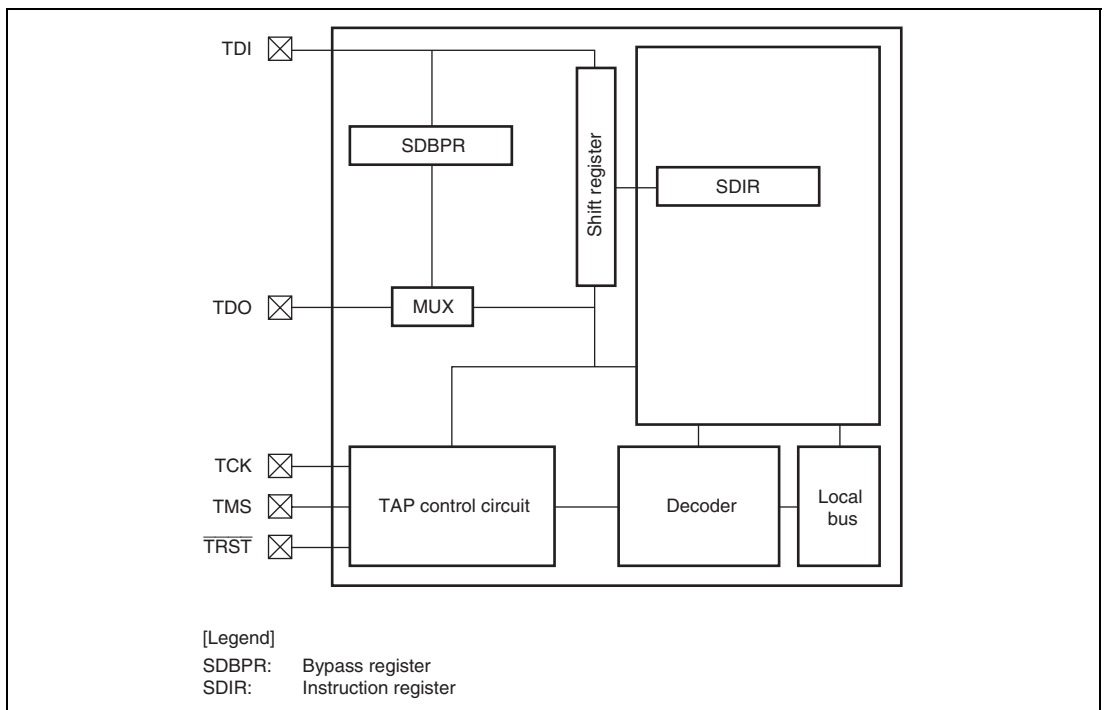 TDI
SDBPR
Shift register
SDIR
TDO
MUX
TCK
TMS
TRST
TAP control circuit
Decoder
Local
bus
[Legend]
SDBPR: Bypass register
SDIR: Instruction register